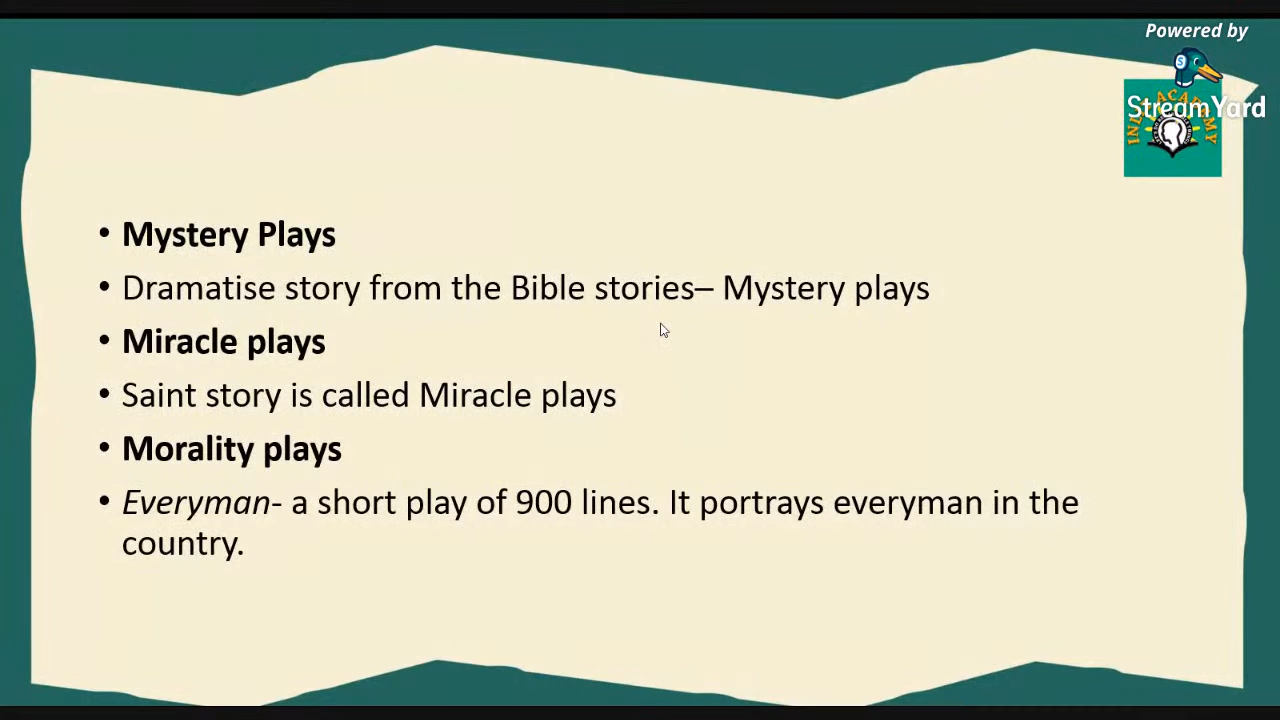 Powered by
StreamYard
• Mystery Plays
• Dramatise story from the Bible stories– Mystery plays
• Miracle plays
• Saint story is called Miracle plays
• Morality plays
• Everyman- a short play of 900 lines. It portrays everyman in the
country.